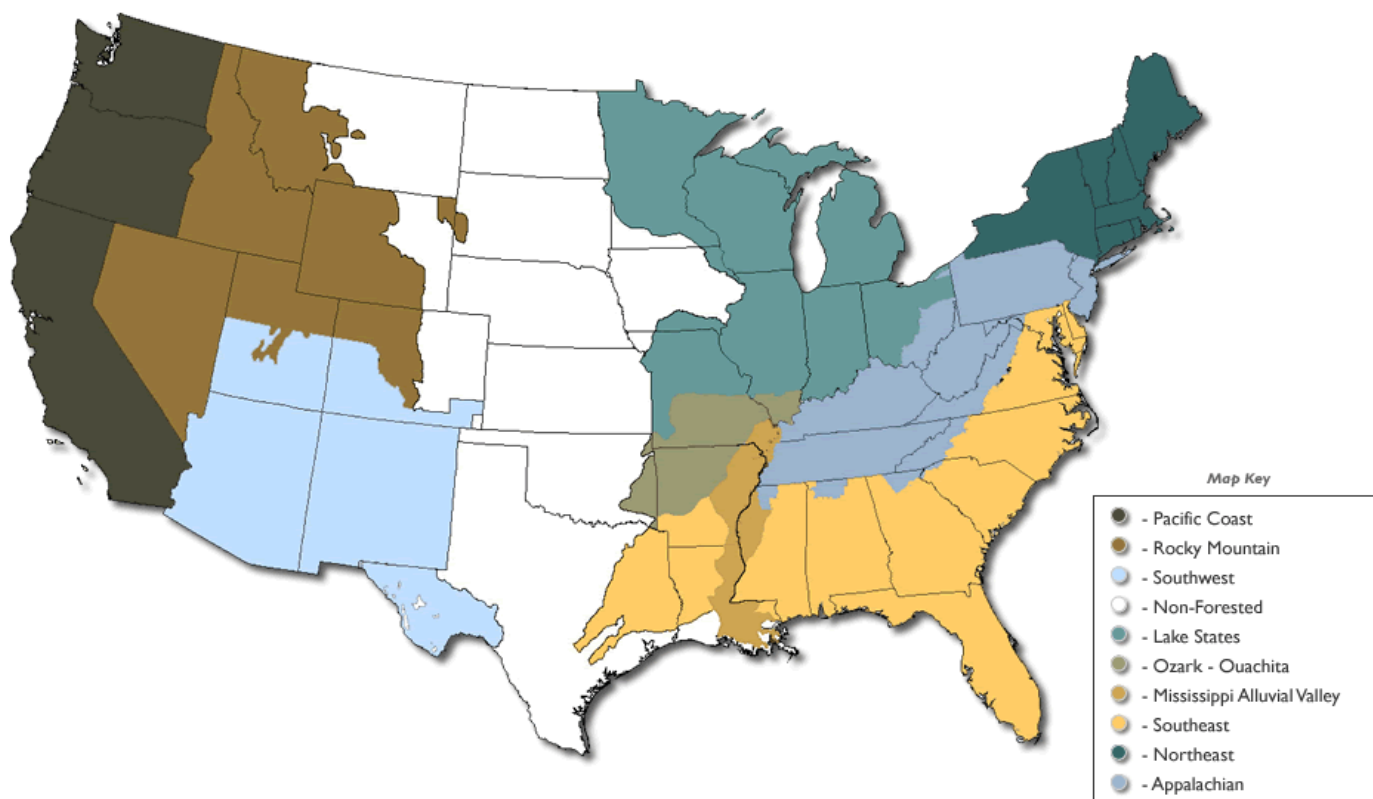 Map Key
- Pacific Coast
- Rocky Mountain
- Southwest
- Non-Forested
- Lake States
- Ozark - Ouachita
- Mississippi Alluvial Valley
- Southeast
- Northeast
- Appalachian